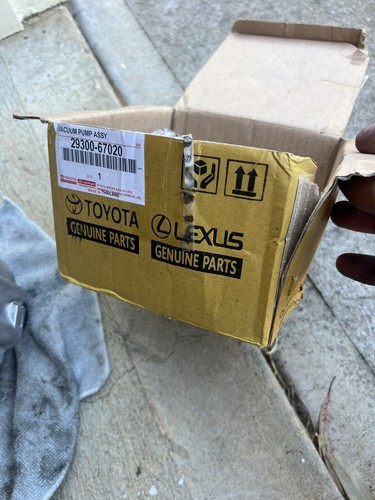 VACUUM PUMP ASSY
29300-67020
1
TOYOTA
GENUINE PARTS
LEXUS
GENUINE PARTS